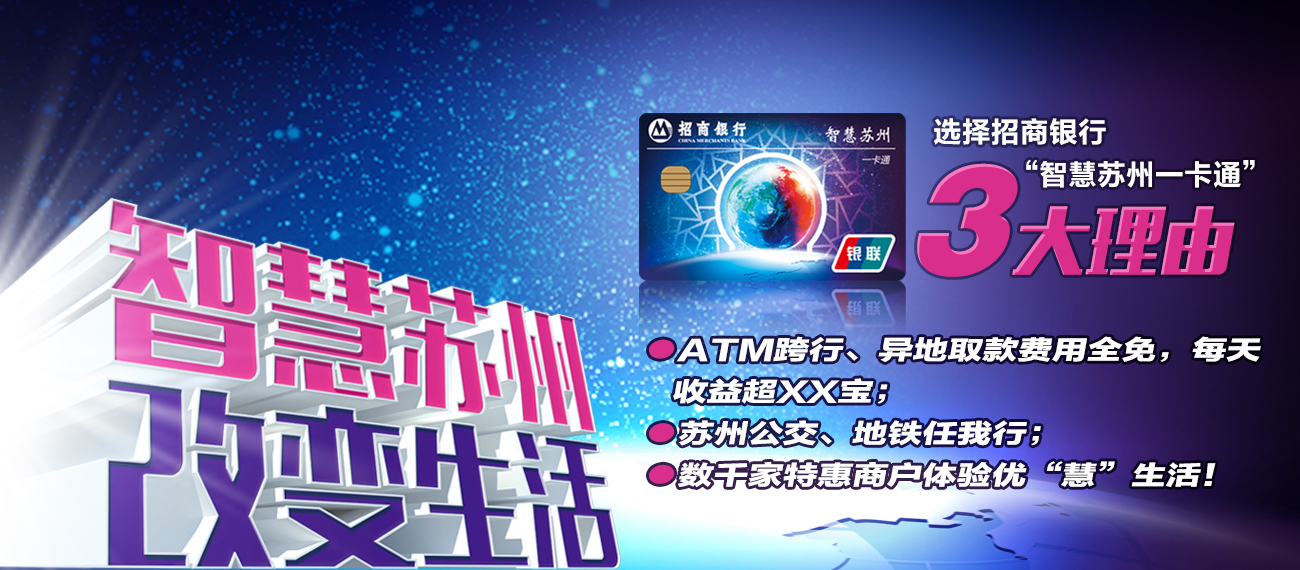 智慧苏州
改变生活
招商银行
CHINA MERCHANTS BANK
智慧苏州
一卡通
银联
选择招商银行
“智慧苏州一卡通”
3大理由
ATM跨行、异地取款费用全免，每天
收益超XX宝；
苏州公交、地铁任我行；
数千家特惠商户体验优“慧”生活！